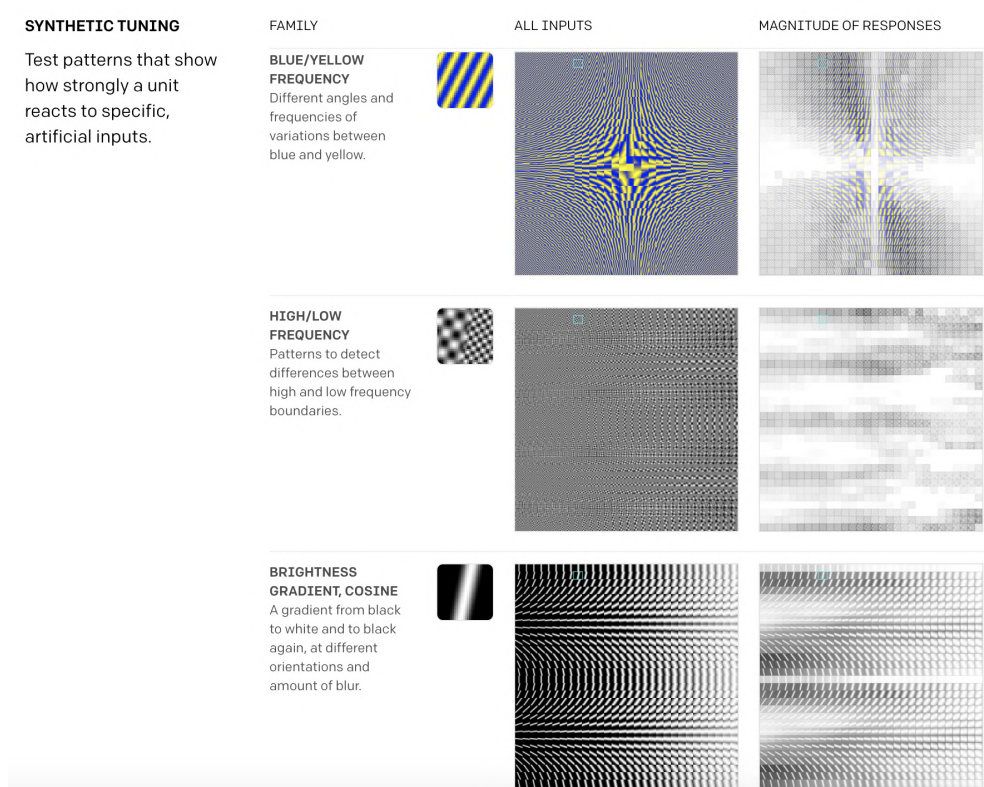 SYNTHETIC TUNING
Test patterns that show
how strongly a unit
reacts to specific,
artificial inputs.
FAMILY
ALL INPUTS
MAGNITUDE OF RESPONSES
BLUE/YELLOW
FREQUENCY
Different angles and
frequencies of
variations between
blue and yellow.
HIGH/LOW
FREQUENCY
Patterns to detect
differences between
high and low frequency
boundaries.
BRIGHTNESS
GRADIENT, COSINE
A gradient from black
to white and to black
again, at different
orientations and
amount of blur.